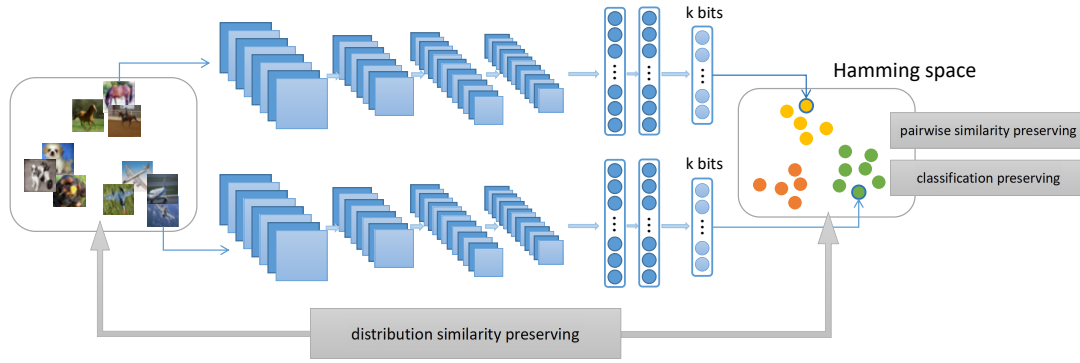 k bits
Hamming space
pairwise similarity preserving
classification preserving
k bits
distribution similarity preserving